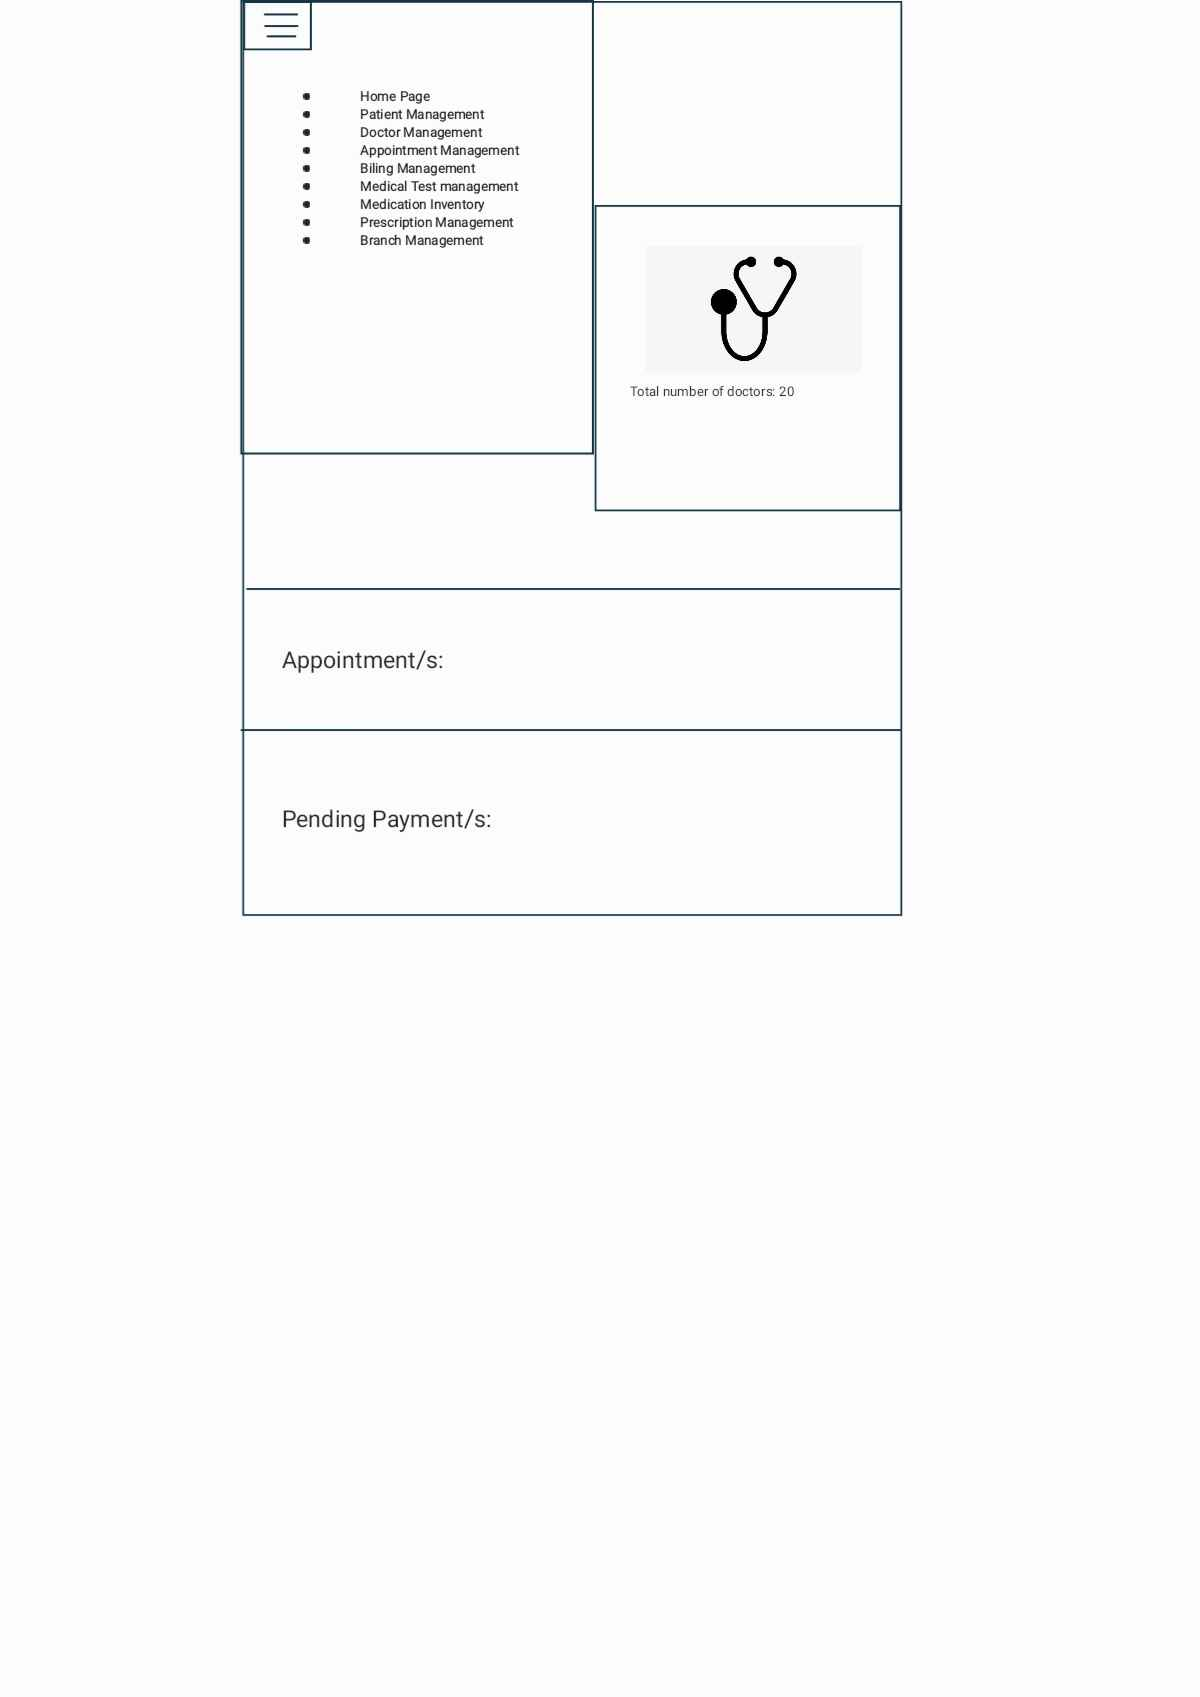 Home Page
Patient Management
Doctor Management
Appointment Management
Biling Management
Medical Test management
Medication Inventory
Prescription Management
Branch Management
Total number of doctors: 20
Appointment/s:
Pending Payment/s: